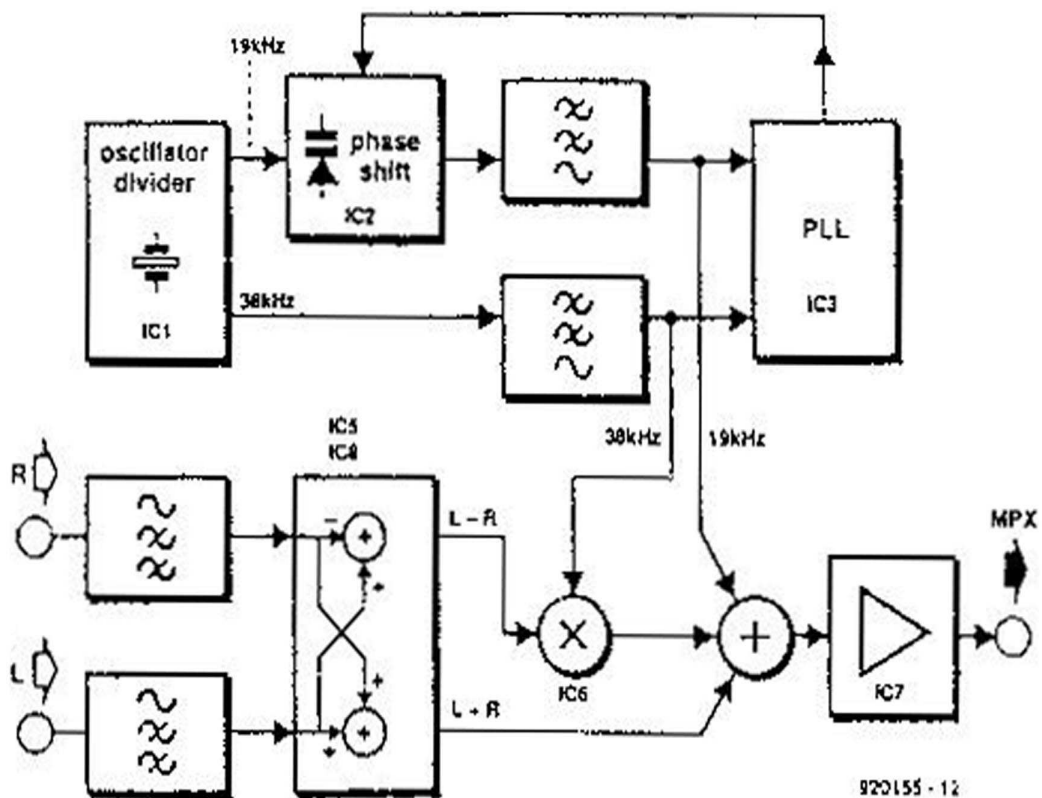 19kHz
oscillator
divider
IC1
phase
shift
IC2
PLL
IC3
38kHz
IC5
IC8
38kHz
19kHz
R
L
-
+
+
+
+
+
L - R
L + R
×
IC6
+
IC7
MPX
920155 - 12